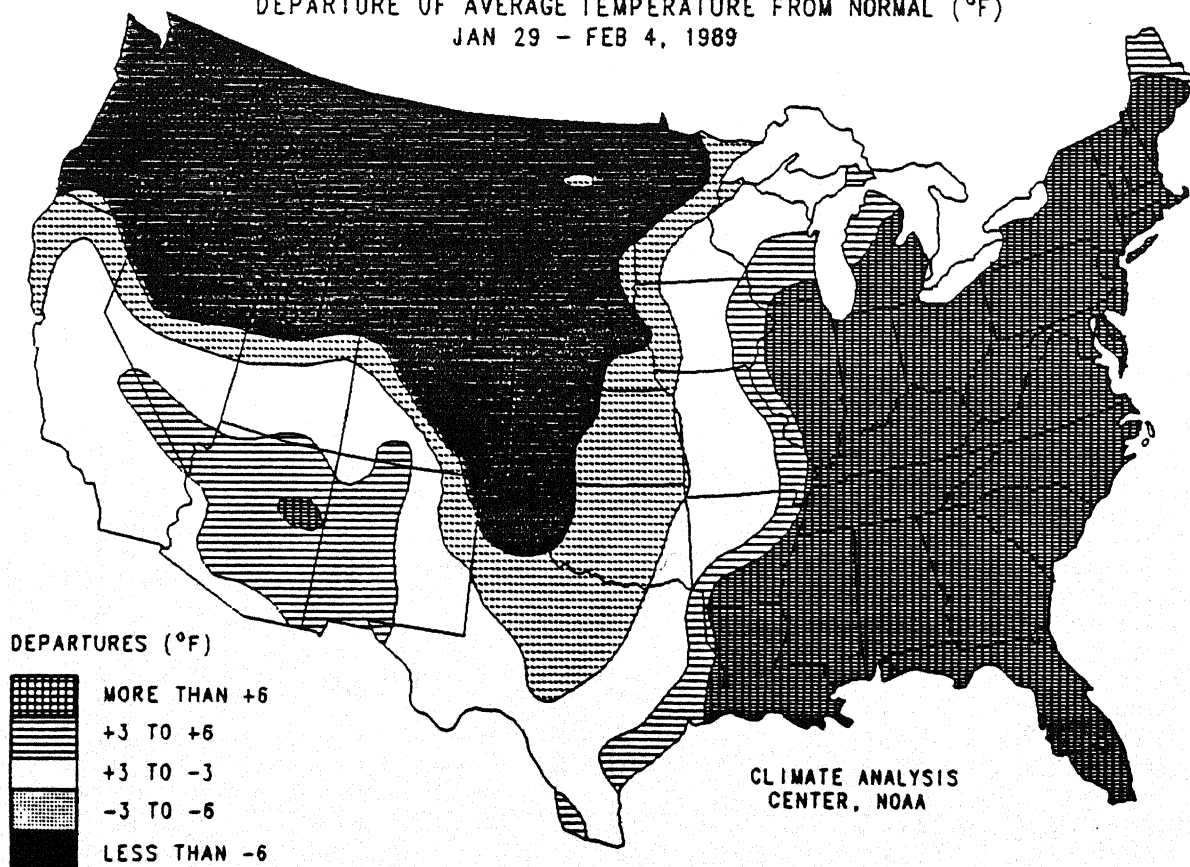 DEPARTURE OF AVERAGE TEMPERATURE FROM NORMAL (°F)
JAN 29 - FEB 4, 1989
DEPARTURES (°F)
MORE THAN +6
+3 TO +6
+3 TO -3
-3 TO -6
LESS THAN -6
CLIMATE ANALYSIS
CENTER, NOAA